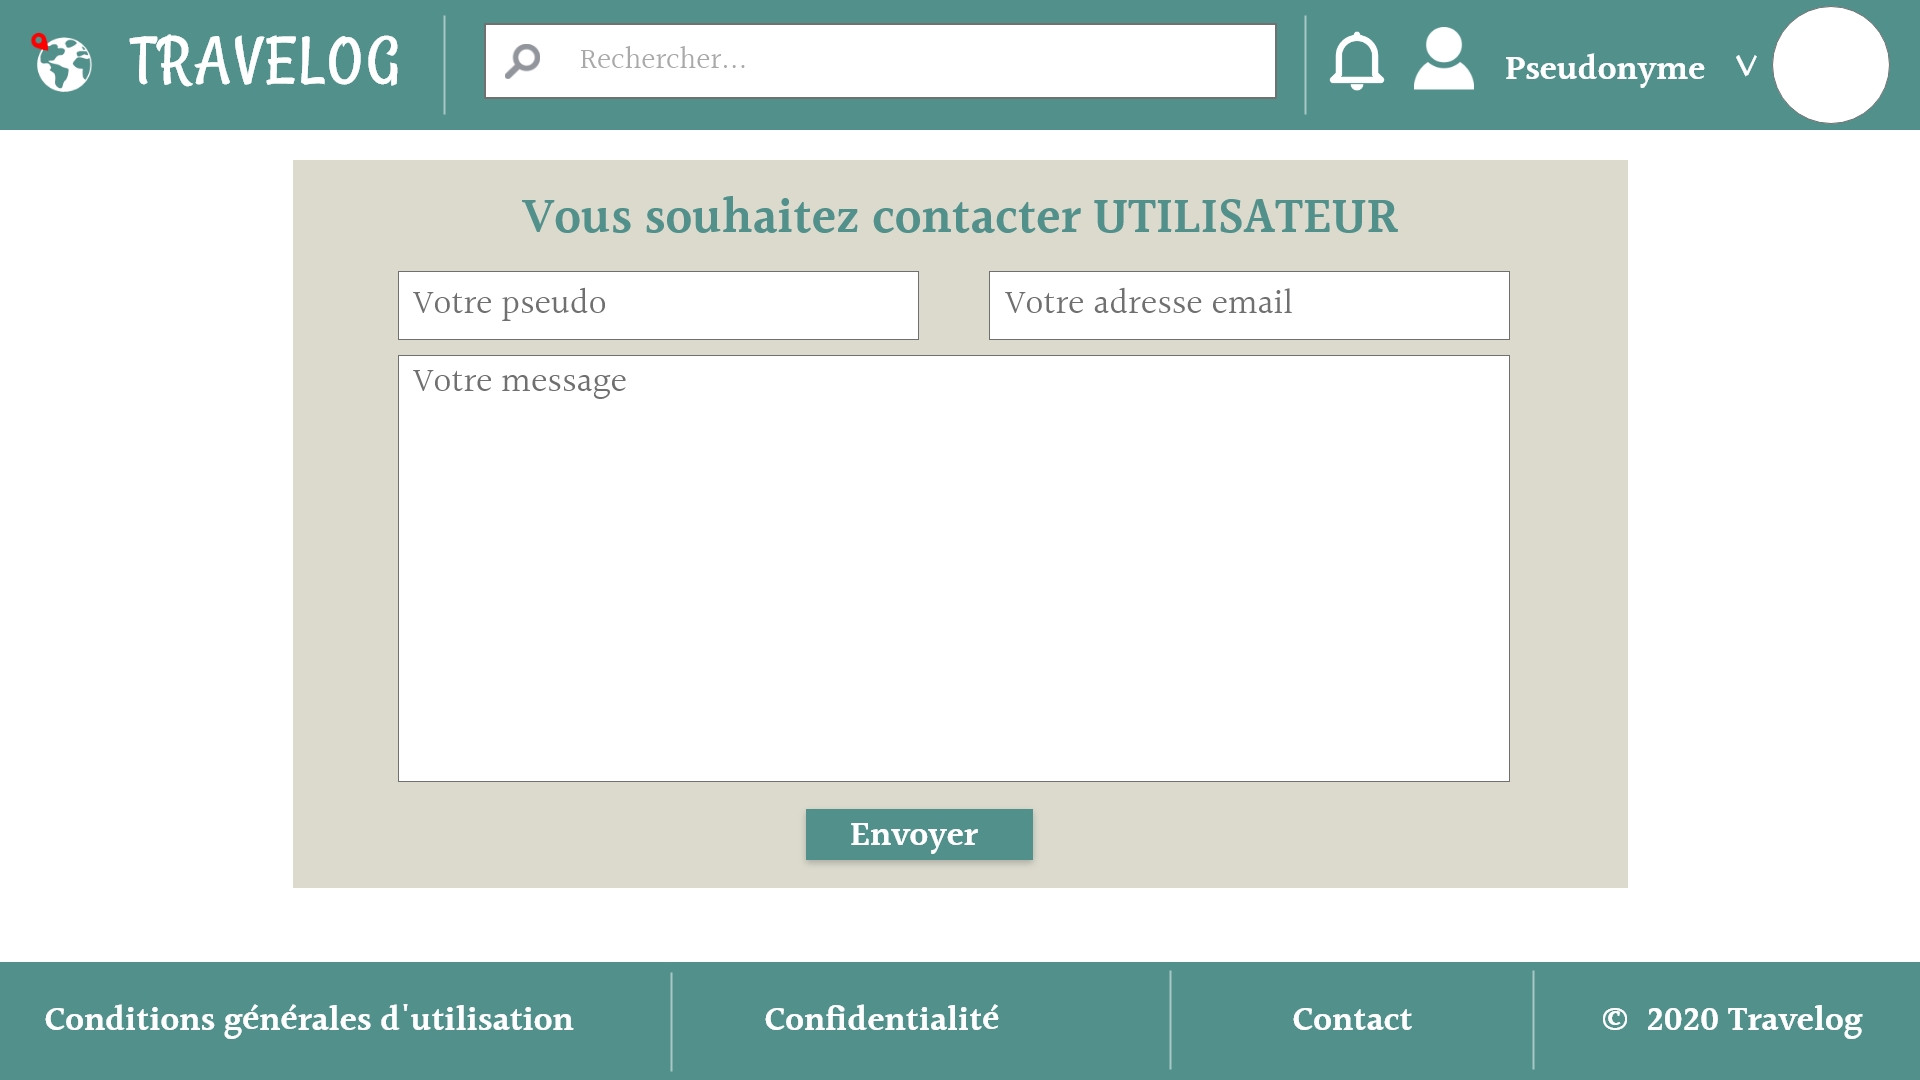 TRAVELOG
Rechercher...
Pseudonyme
Vous souhaitez contacter UTILISATEUR
Votre pseudo
Votre adresse email
Votre message
Envoyer
Conditions générales d'utilisation
Confidentialité
Contact
© 2020 Travelog